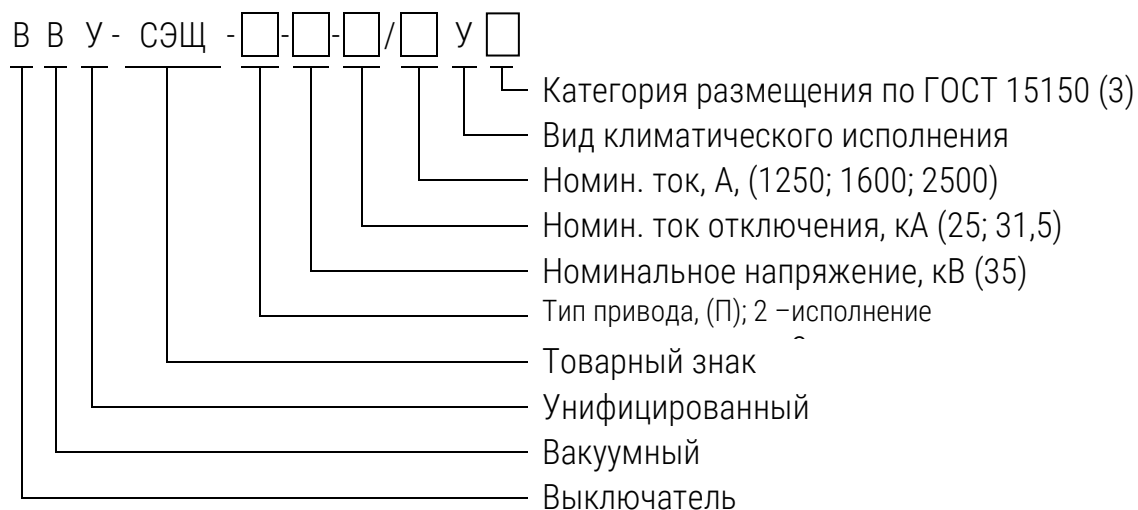 В В У - СЭЩ - - - / У
Категория размещения по ГОСТ 15150 (3)
Вид климатического исполнения
Номин. ток, А, (1250; 1600; 2500)
Номин. ток отключения, кА (25; 31,5)
Номинальное напряжение, кВ (35)
Тип привода, (П); 2 –исполнение
Товарный знак
Унифицированный
Вакуумный
Выключатель